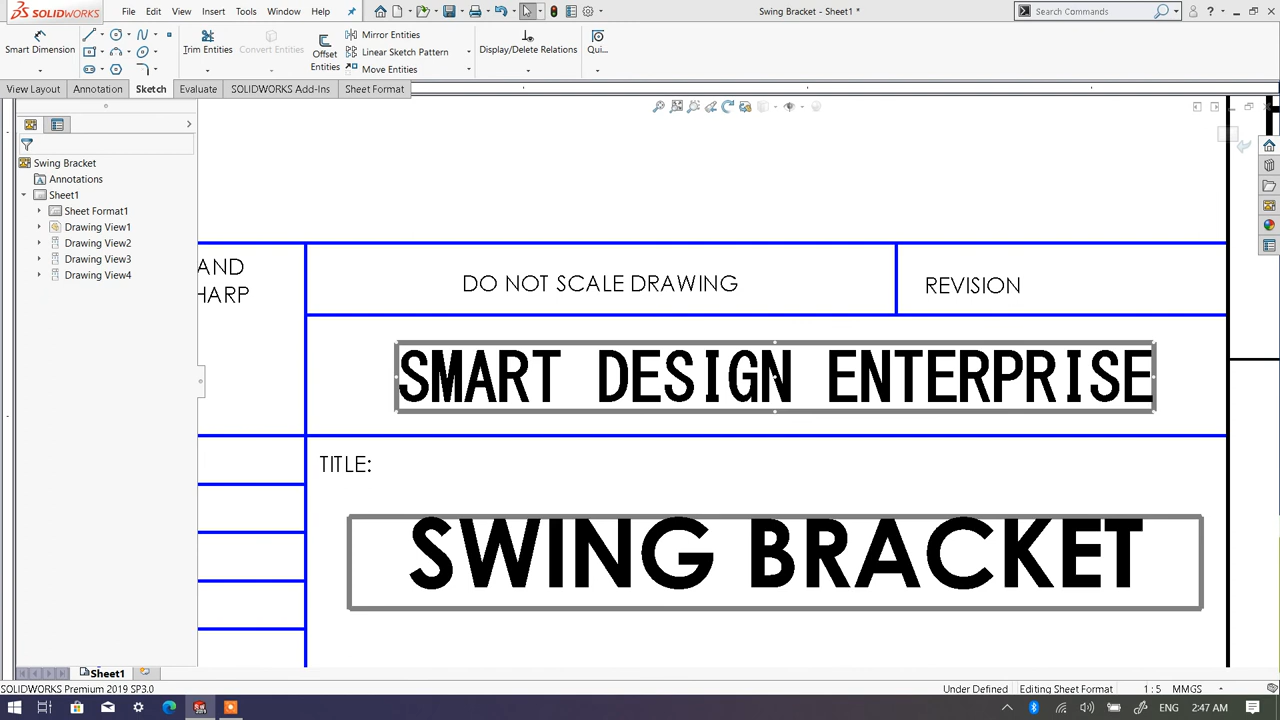 SOLIDWORKS
File Edit View Insert Tools Window Help
Swing Bracket - Sheet1 *
Search Commands
Smart Dimension
Trim Entities
Convert Entities
Offset Entities
Mirror Entities
Linear Sketch Pattern
Move Entities
Display/Delete Relations
Qui...
View Layout Annotation Sketch Evaluate SOLIDWORKS Add-Ins Sheet Format
Swing Bracket
Annotations
Sheet1
Sheet Format1
Drawing View1
Drawing View2
Drawing View3
Drawing View4
AND
HARP
DO NOT SCALE DRAWING
REVISION
SMART DESIGN ENTERPRISE
TITLE:
SWING BRACKET
Sheet1
SOLIDWORKS Premium 2019 SP3.0
Under Defined Editing Sheet Format 1 : 5 MMGS
ENG 2:47 AM